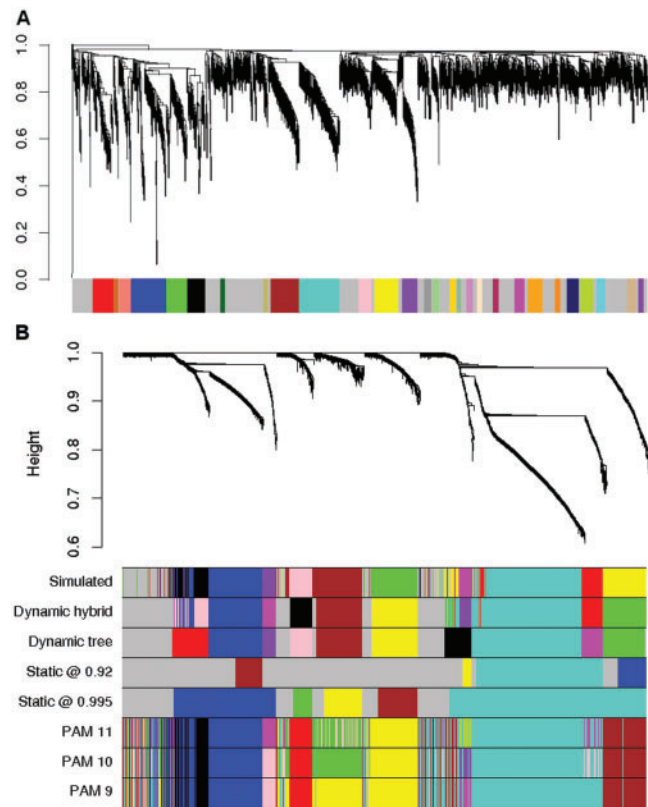 A
1.0
0.8
0.6
0.4
0.2
0.0
B
1.0
0.9
0.8
0.7
0.6
Height
Simulated
Dynamic hybrid
Dynamic tree
Static @ 0.92
Static @ 0.995
PAM 11
PAM 10
PAM 9